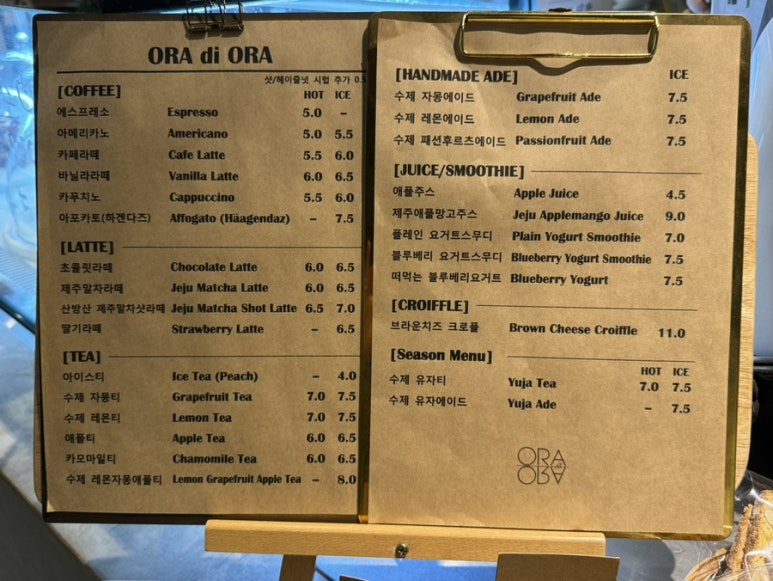 ORA di ORA
샷/헤이즐넛 시럽 추가 0.5
[COFFEE] HOT ICE
에스프레소 Espresso 5.0 –
아메리카노 Americano 5.0 5.5
카페라떼 Cafe Latte 5.5 6.0
바닐라라떼 Vanilla Latte 6.0 6.5
카푸치노 Cappuccino 5.5 6.0
아포카토(하겐다즈) Affogato (Häagendaz) – 7.5
[LATTE]
초콜릿라떼 Chocolate Latte 6.0 6.5
제주말차라떼 Jeju Matcha Latte 6.0 6.5
산방산 제주말차샷라떼 Jeju Matcha Shot Latte 6.5 7.0
딸기라떼 Strawberry Latte – 6.5
[TEA]
아이스티 Ice Tea (Peach) – 4.0
수제 자몽티 Grapefruit Tea 7.0 7.5
수제 레몬티 Lemon Tea 7.0 7.5
애플티 Apple Tea 6.0 6.5
카모마일티 Chamomile Tea 6.0 6.5
수제 레몬자몽애플티 Lemon Grapefruit Apple Tea – 8.0
[HANDMADE ADE] ICE
수제 자몽에이드 Grapefruit Ade 7.5
수제 레몬에이드 Lemon Ade 7.5
수제 패션후르츠에이드 Passionfruit Ade 7.5
[JUICE/SMOOTHIE]
애플주스 Apple Juice 4.5
제주애플망고주스 Jeju Applemango Juice 9.0
플레인 요거트스무디 Plain Yogurt Smoothie 7.0
블루베리 요거트스무디 Blueberry Yogurt Smoothie 7.5
떠먹는 블루베리요거트 Blueberry Yogurt 7.5
[CROIFFLE]
브라운치즈 크로플 Brown Cheese Croiffle 11.0
[Season Menu] HOT ICE
수제 유자티 Yuja Tea 7.0 7.5
수제 유자에이드 Yuja Ade – 7.5
ORA
di
ORA